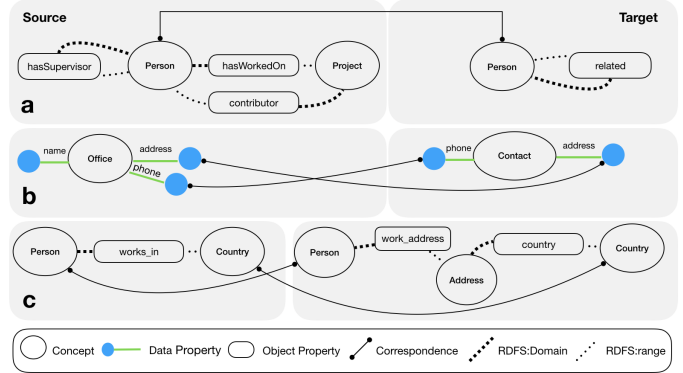 Source Target
hasSupervisor Person hasWorkedOn Project Person related
contributor
a
name Office address phone Contact address
phone
b
Person works_in Country Person work_address country Country
Address
c
Concept Data Property Object Property Correspondence RDFS:Domain RDFS:range